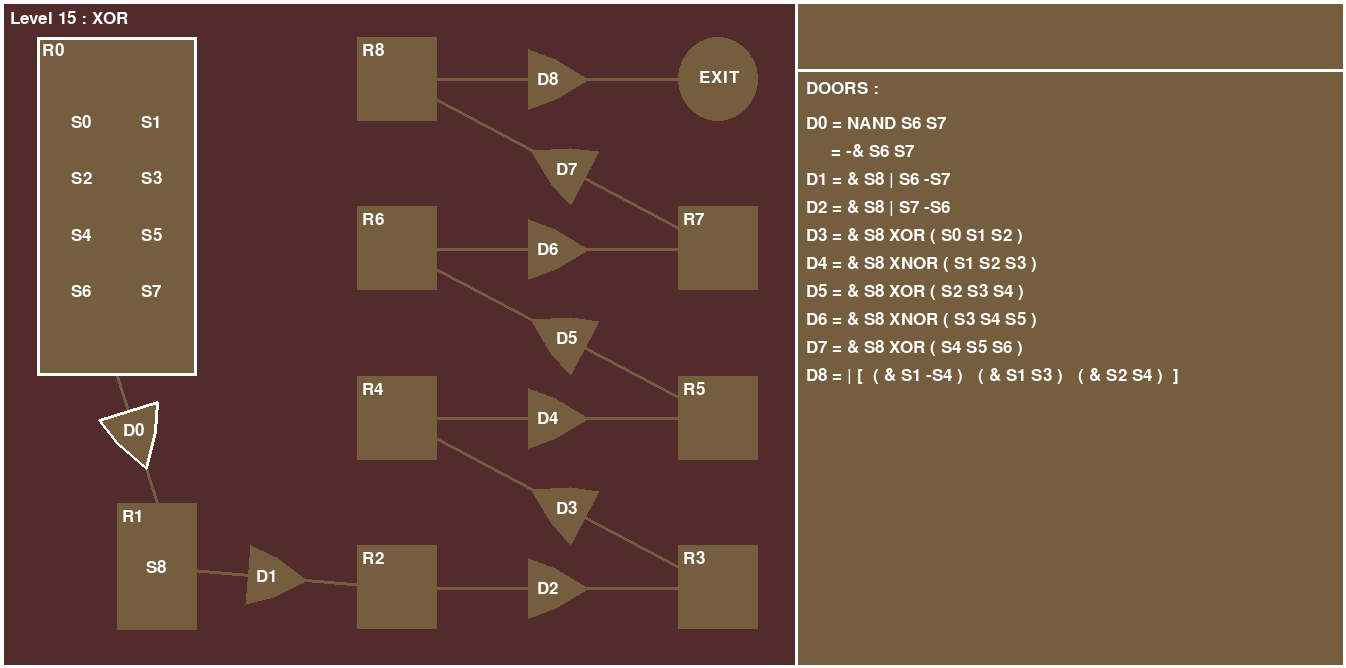 Level 15 : XOR
R0
S0 S1
S2 S3
S4 S5
S6 S7
D0
R1
S8
D1
R8
D8
EXIT
D7
R6
R7
D6
D5
R4
R5
D4
D3
R2
R3
D2
DOORS :
D0 = NAND S6 S7
= -& S6 S7
D1 = & S8 | S6 -S7
D2 = & S8 | S7 -S6
D3 = & S8 XOR ( S0 S1 S2 )
D4 = & S8 XNOR ( S1 S2 S3 )
D5 = & S8 XOR ( S2 S3 S4 )
D6 = & S8 XNOR ( S3 S4 S5 )
D7 = & S8 XOR ( S4 S5 S6 )
D8 = | [ ( & S1 -S4 ) ( & S1 S3 ) ( & S2 S4 ) ]